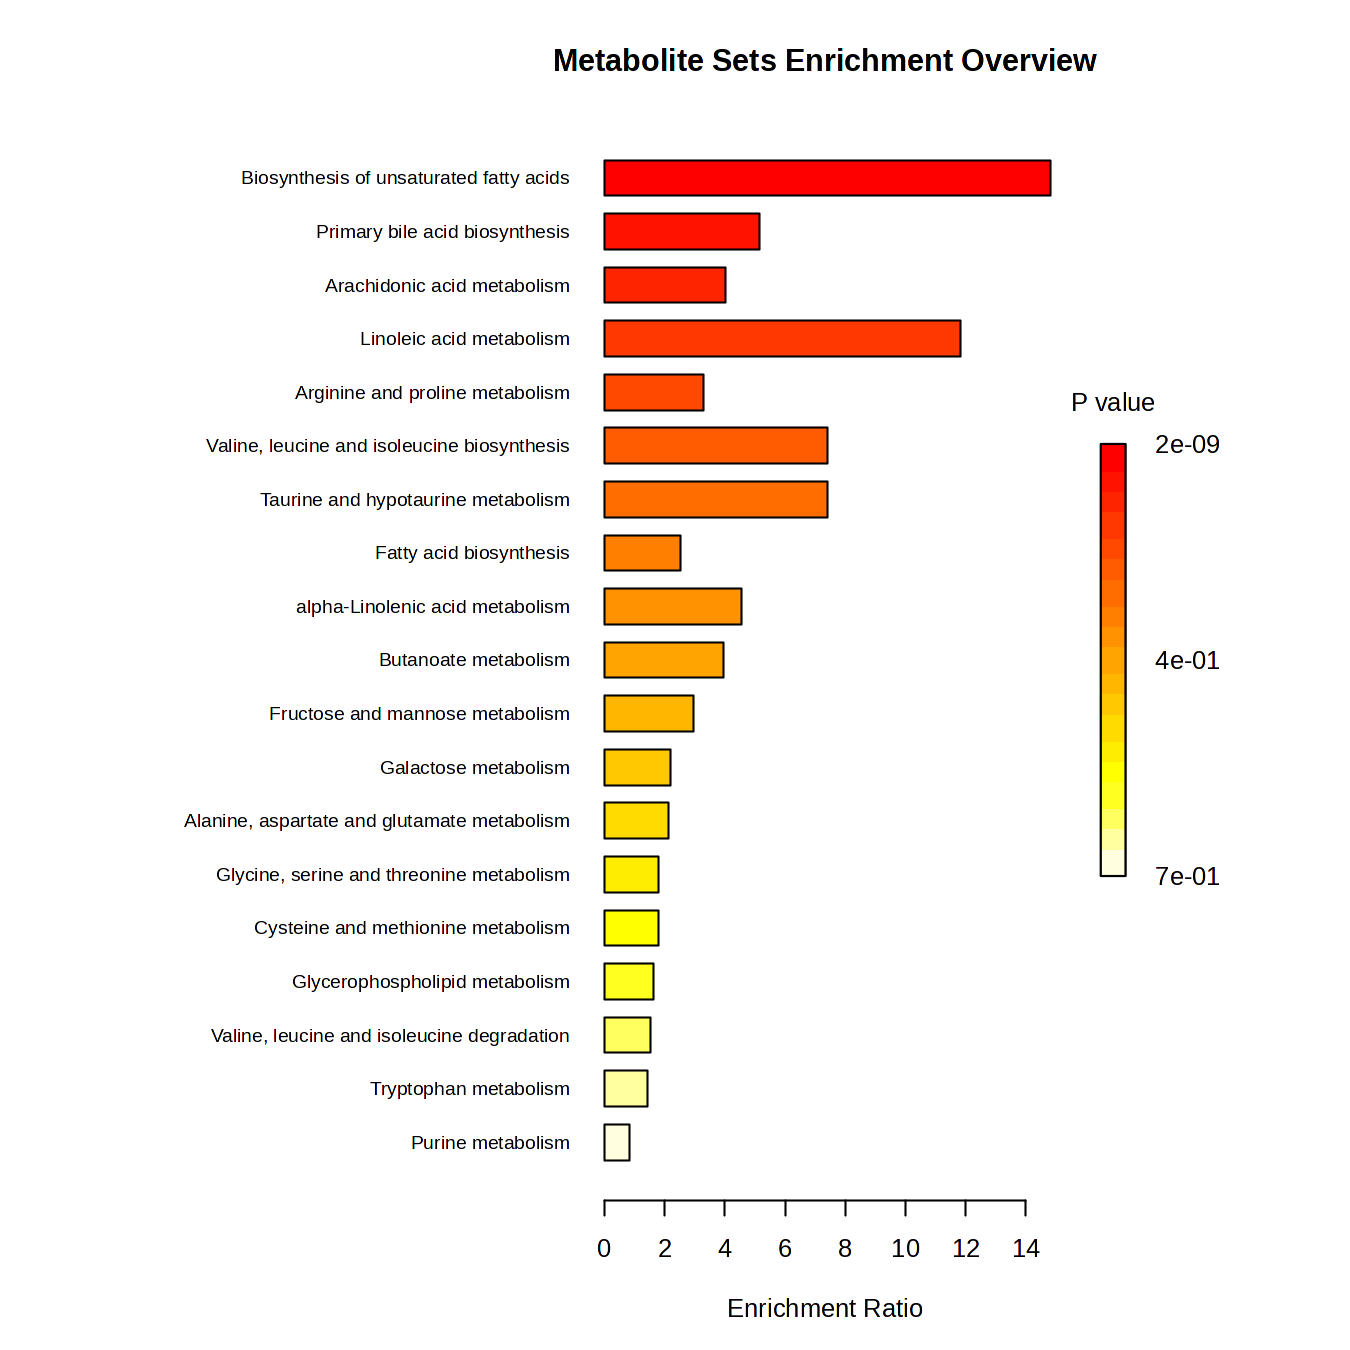 Metabolite Sets Enrichment Overview
Biosynthesis of unsaturated fatty acids
Primary bile acid biosynthesis
Arachidonic acid metabolism
Linoleic acid metabolism
Arginine and proline metabolism
Valine, leucine and isoleucine biosynthesis
Taurine and hypotaurine metabolism
Fatty acid biosynthesis
alpha-Linolenic acid metabolism
Butanoate metabolism
Fructose and mannose metabolism
Galactose metabolism
Alanine, aspartate and glutamate metabolism
Glycine, serine and threonine metabolism
Cysteine and methionine metabolism
Glycerophospholipid metabolism
Valine, leucine and isoleucine degradation
Tryptophan metabolism
Purine metabolism
P value
2e-09
4e-01
7e-01
0 2 4 6 8 10 12 14
Enrichment Ratio